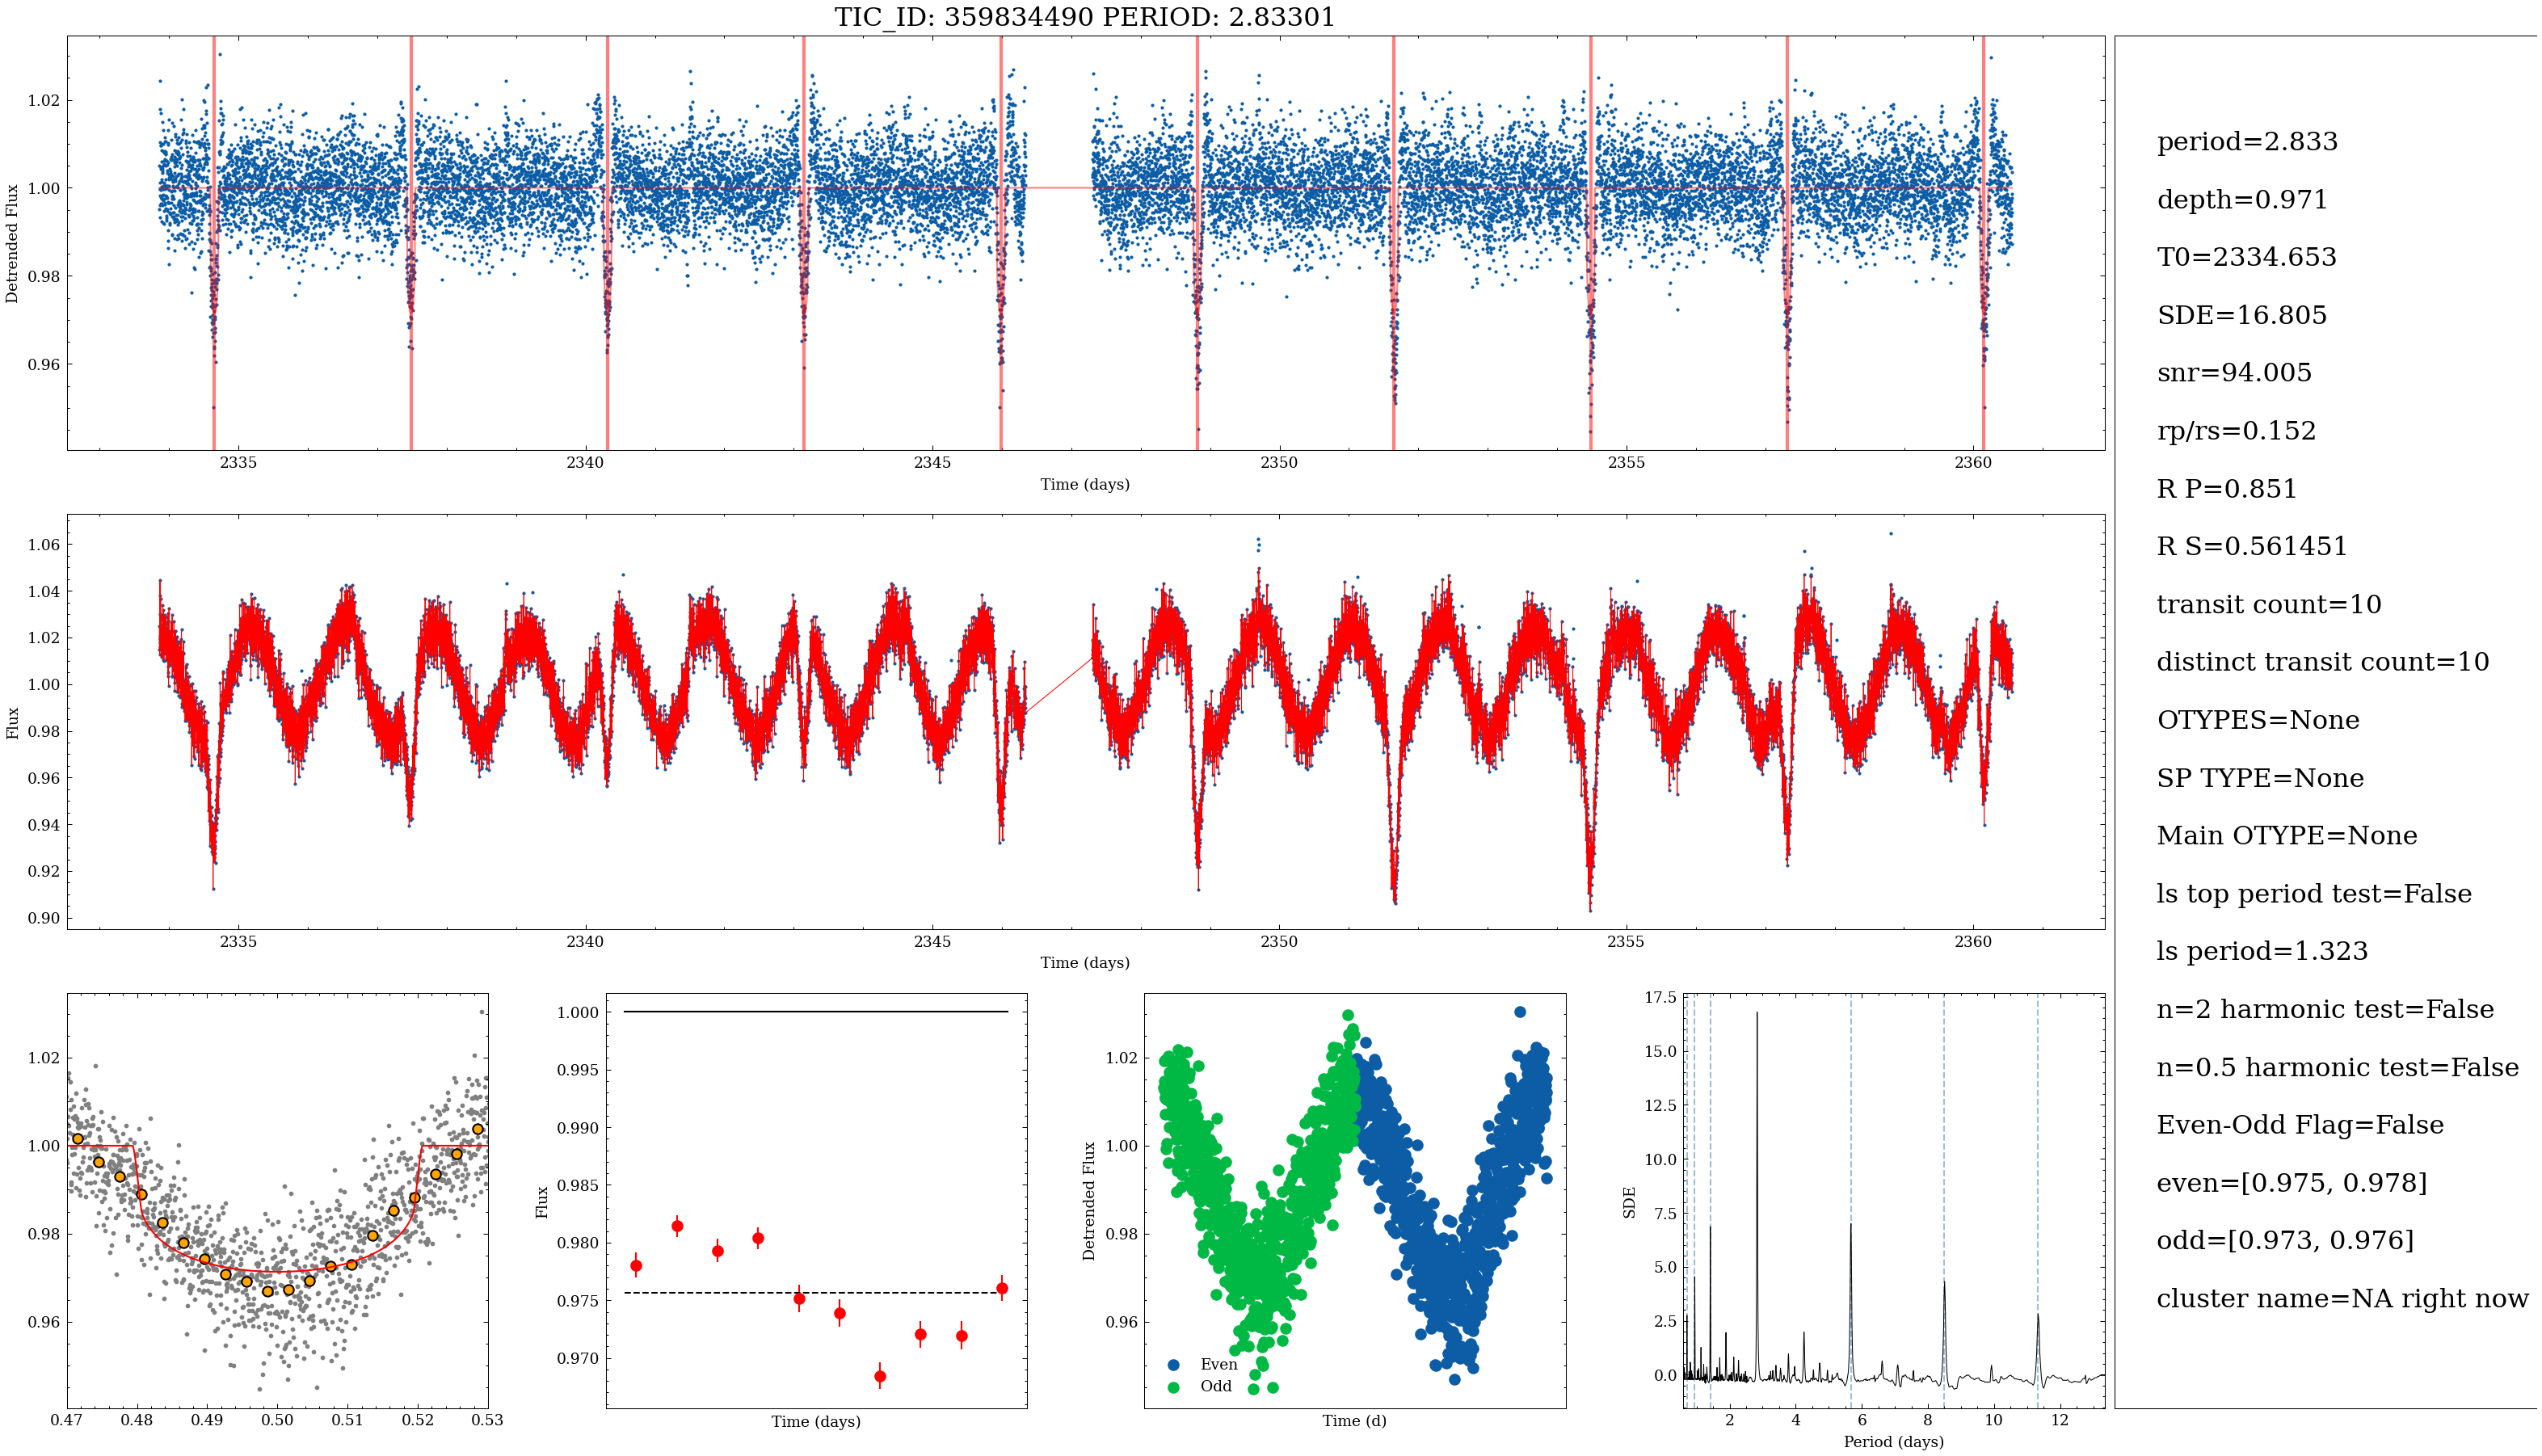 TIC_ID: 359834490 PERIOD: 2.83301
Detrended Flux
1.02
1.00
0.98
0.96
2335
2340
2345
2350
2355
2360
Time (days)
Flux
1.06
1.04
1.02
1.00
0.98
0.96
0.94
0.92
0.90
2335
2340
2345
2350
2355
2360
Time (days)
1.02
1.00
0.98
0.96
0.47
0.48
0.49
0.50
0.51
0.52
0.53
Flux
1.000
0.995
0.990
0.985
0.980
0.975
0.970
Time (days)
Detrended Flux
1.02
1.00
0.98
0.96
Even
Odd
Time (d)
SDE
17.5
15.0
12.5
10.0
7.5
5.0
2.5
0.0
2
4
6
8
10
12
Period (days)
period=2.833
depth=0.971
T0=2334.653
SDE=16.805
snr=94.005
rp/rs=0.152
R P=0.851
R S=0.561451
transit count=10
distinct transit count=10
OTYPES=None
SP TYPE=None
Main OTYPE=None
ls top period test=False
ls period=1.323
n=2 harmonic test=False
n=0.5 harmonic test=False
Even-Odd Flag=False
even=[0.975, 0.978]
odd=[0.973, 0.976]
cluster name=NA right now